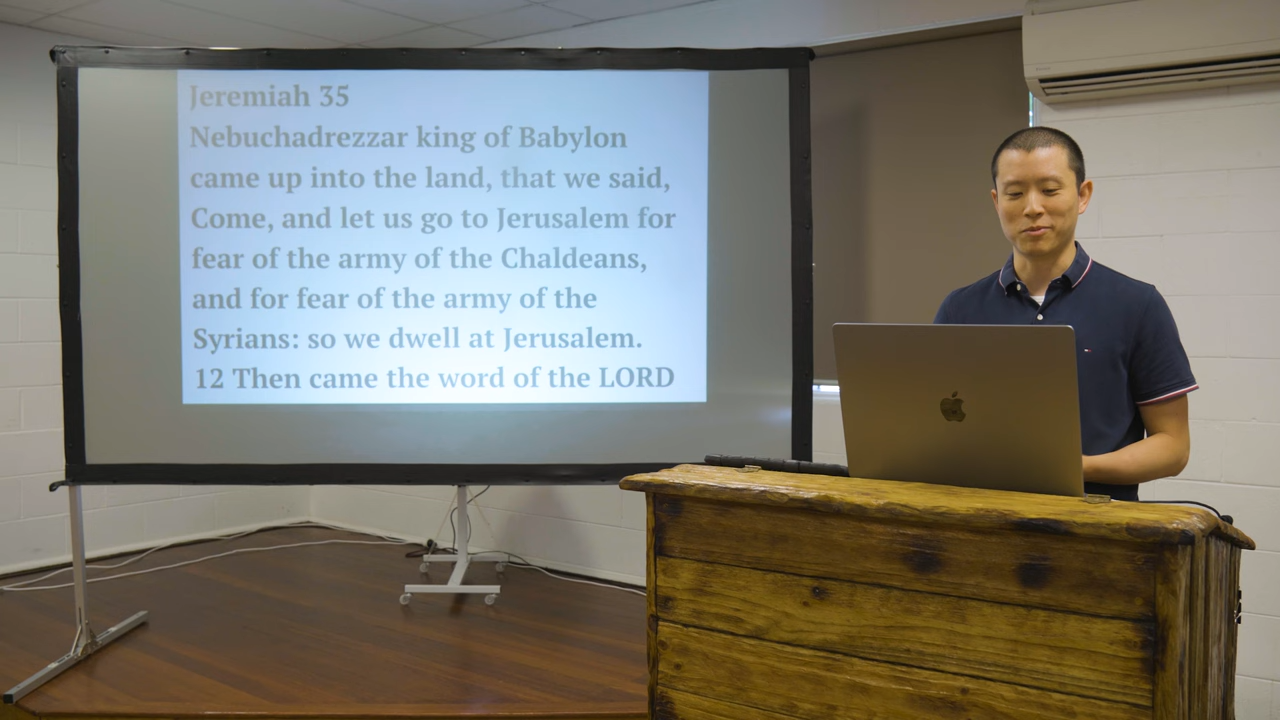 Jeremiah 35
Nebuchadrezzar king of Babylon
came up into the land, that we said,
Come, and let us go to Jerusalem for
fear of the army of the Chaldeans,
and for fear of the army of the
Syrians: so we dwell at Jerusalem.
12 Then came the word of the LORD